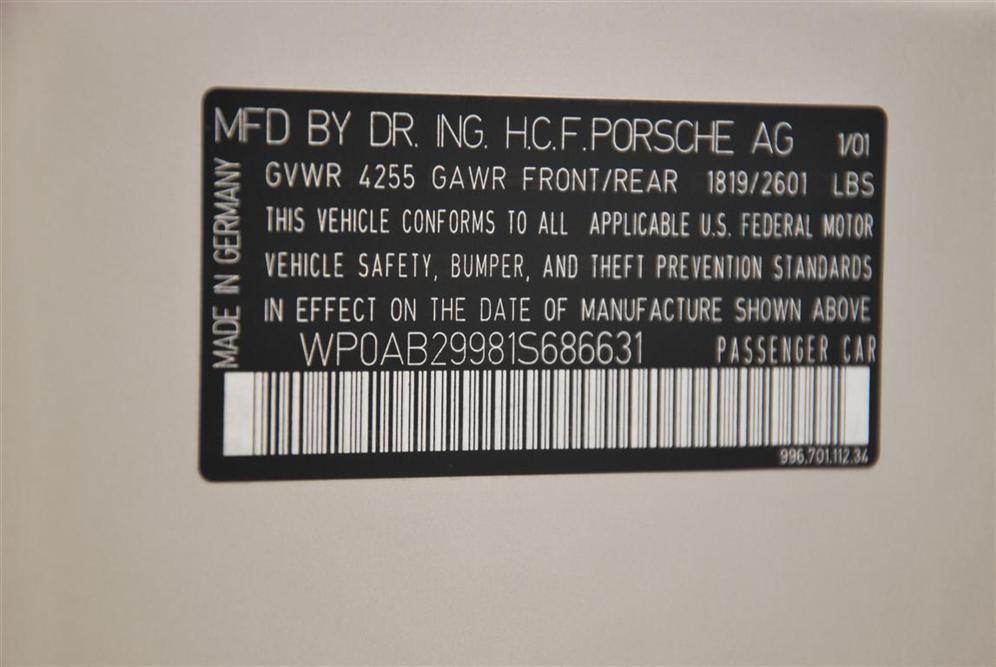 MFD BY DR. ING. H.C.F.PORSCHE AG 1/01
GVWR 4255 GAWR FRONT/REAR 1819/2601 LBS
THIS VEHICLE CONFORMS TO ALL APPLICABLE U.S. FEDERAL MOTOR
VEHICLE SAFETY, BUMPER, AND THEFT PREVENTION STANDARDS
IN EFFECT ON THE DATE OF MANUFACTURE SHOWN ABOVE
WP0AB29981S686631 PASSENGER CAR
MADE IN GERMANY
996.701.112.34